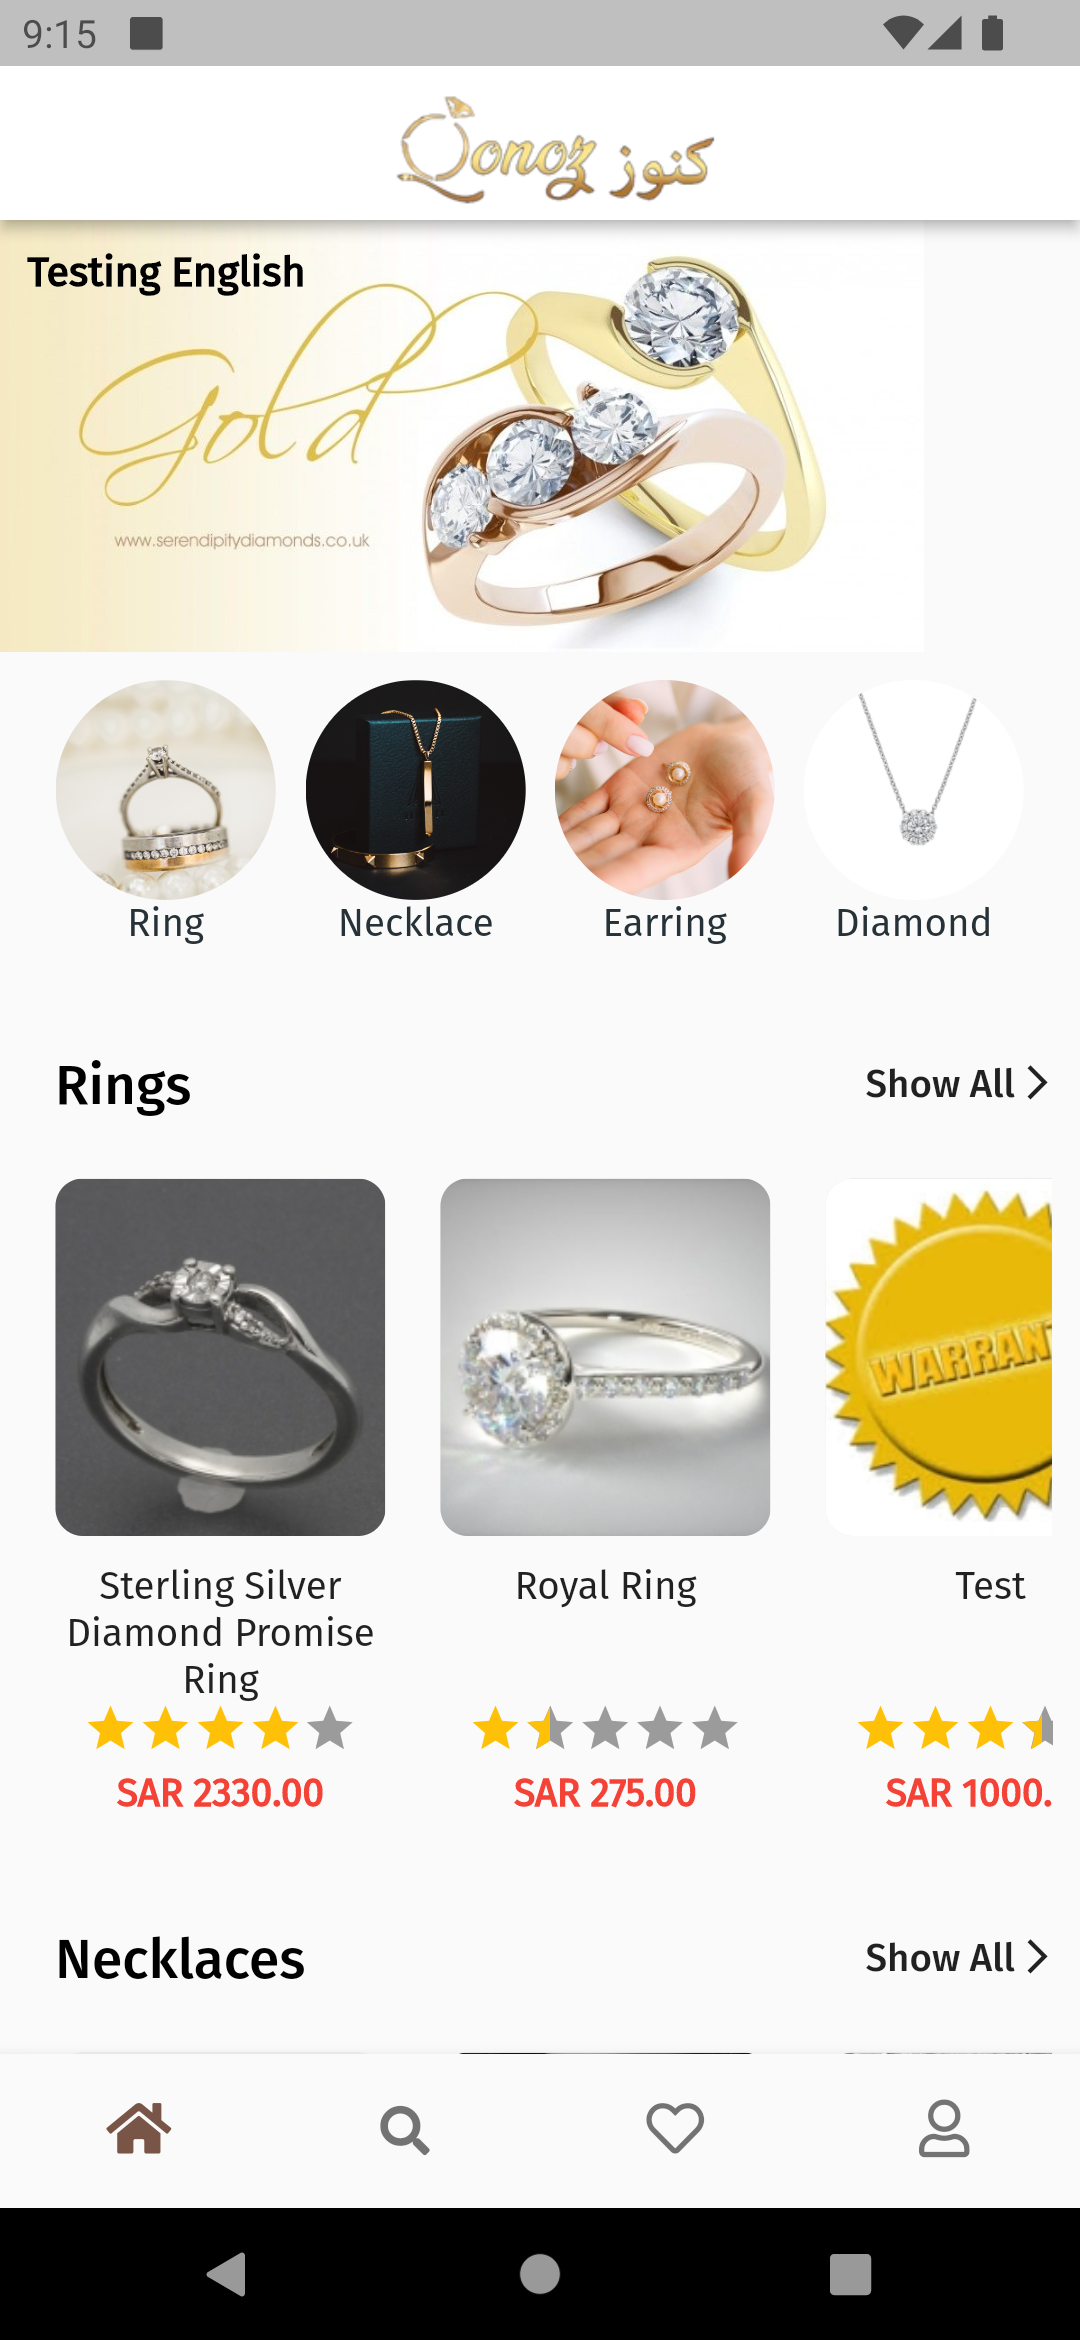 9:15
Qonoz كنوز
Testing English
Gold
www.serendipitydiamonds.co.uk
Ring
Necklace
Earring
Diamond
Rings
Show All
WARRAN
Sterling Silver
Diamond Promise
Ring
Royal Ring
Test
SAR 2330.00
SAR 275.00
SAR 1000.
Necklaces
Show All